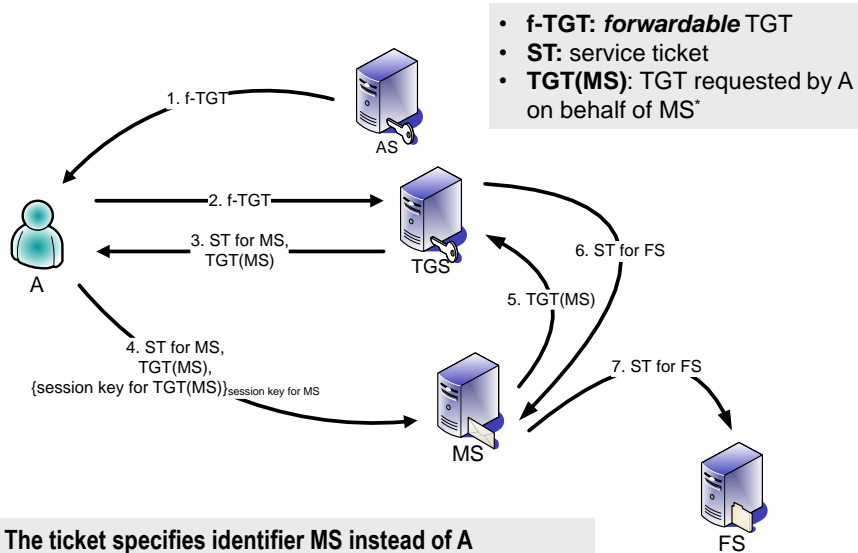 • f-TGT: forwardable TGT
• ST: service ticket
• TGT(MS): TGT requested by A
on behalf of MS*
1. f-TGT
AS
2. f-TGT
3. ST for MS,
TGT(MS)
A
TGS
6. ST for FS
5. TGT(MS)
4. ST for MS,
TGT(MS),
{session key for TGT(MS)}session key for MS
7. ST for FS
MS
FS
The ticket specifies identifier MS instead of A